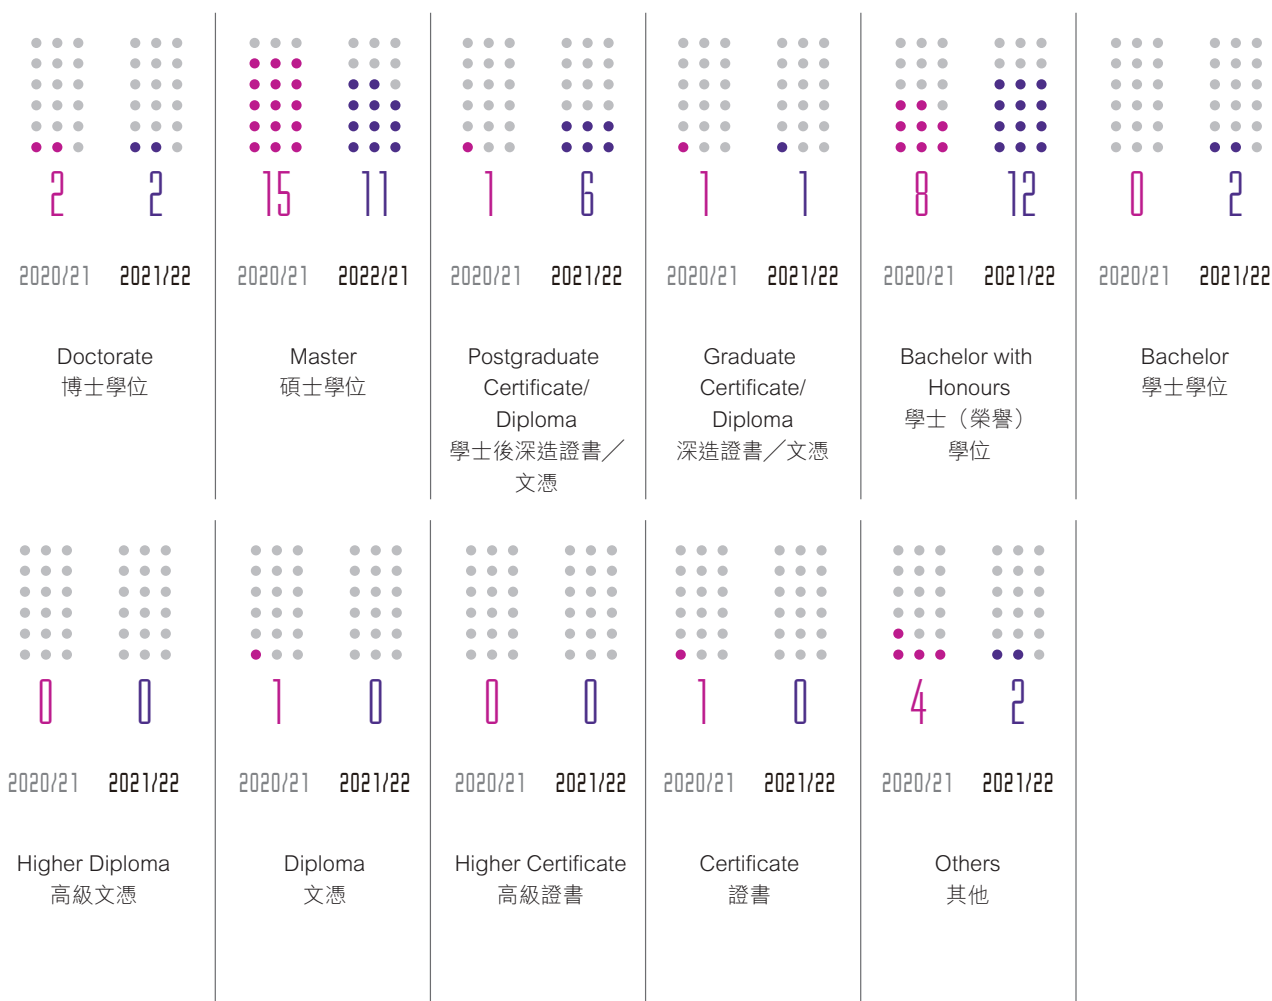 2 2
2020/21 2021/22
Doctorate
博士學位
15 11
2020/21 2022/21
Master
碩士學位
1 6
2020/21 2021/22
Postgraduate
Certificate/
Diploma
學士後深造證書／
文憑
1 1
2020/21 2021/22
Graduate
Certificate/
Diploma
深造證書／文憑
8 12
2020/21 2021/22
Bachelor with
Honours
學士（榮譽）
學位
0 2
2020/21 2021/22
Bachelor
學士學位
0 0
2020/21 2021/22
Higher Diploma
高級文憑
1 0
2020/21 2021/22
Diploma
文憑
0 0
2020/21 2021/22
Higher Certificate
高級證書
1 0
2020/21 2021/22
Certificate
證書
4 2
2020/21 2021/22
Others
其他